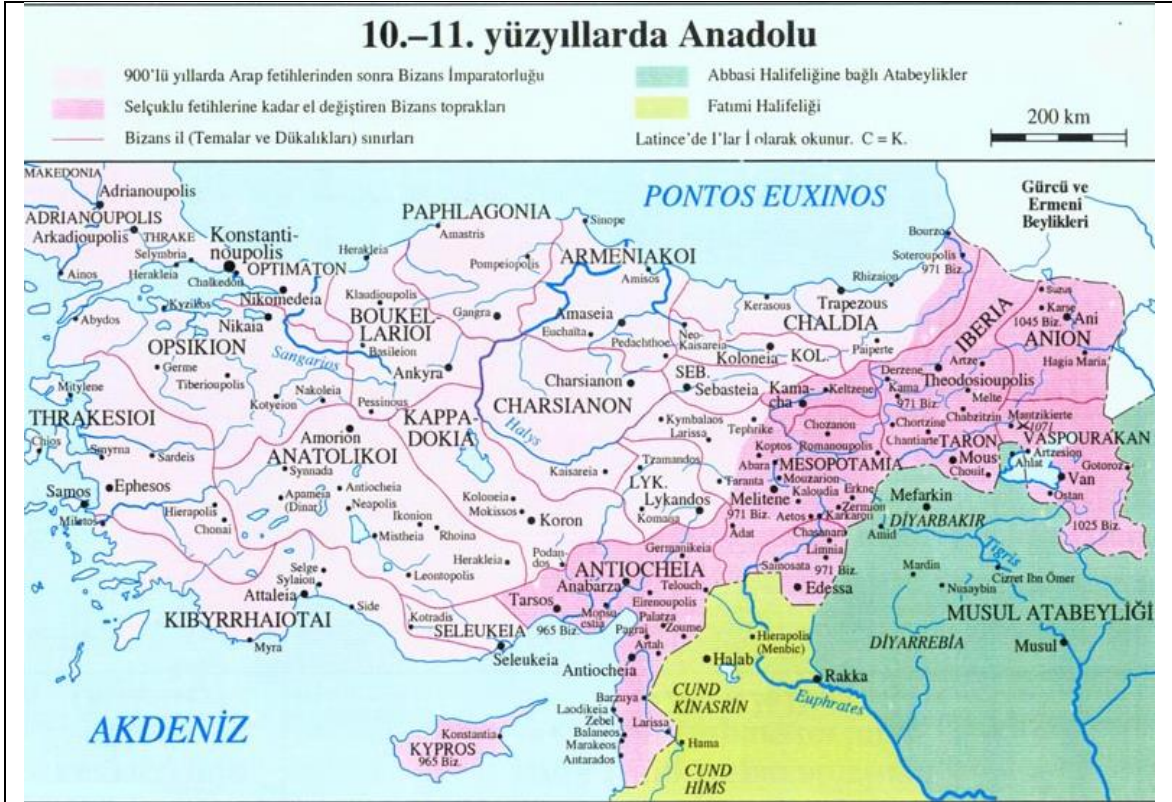 10.–11. yüzyıllarda Anadolu
900'lü yıllarda Arap fetihlerinden sonra Bizans İmparatorluğu
Selçuklu fetihlerine kadar el değiştiren Bizans toprakları
Bizans il (Temalar ve Dükalıkları) sınırları
Abbasi Halifeliğine bağlı Atabeylikler
Fatımi Halifeliği
Latince'de I'lar İ olarak okunur. C = K.
200 km
MAKEDONIA
Adrianoupolis
ADRIANOUPOLIS
Arkadioupolis
THRAKE
Selymbria
Herakleia
Ainos
Konstanti-
noupolis
Chalkedon
OPTIMATON
Nikomedeia
Kyzikos
Abydos
Nikaia
OPSIKION
Germe
Tiberioupolis
Sangarios
Mitylene
Kotyeion
Nakoleia
THRAKESIOI
Chios
Smyrna
Sardeis
Samos
Ephesos
Miletos
Hierapolis
Chonai
PAPHLAGONIA
Amastris
Herakleia
Pompeiopolis
Sinope
Klaudioupolis
BOUKEL-
LARIOI
Gangra
Basileion
Ankyra
Pessinous
Amorion
ANATOLIKOI
Synnada
Apameia
(Dinar)
Antiocheia
Neapolis
Ikonion
Mistheia
Rhoina
Herakleia
Leontopolis
Selge
Sylaion
Attaleia
Side
KIBYRRHAIOTAI
Myra
Kotradis
SELEUKEIA
Seleukeia
PONTOS EUXINOS
ARMENIAKOI
Amisos
Amaseia
Euchaïta
Pedachthoe
Neo-
Kaisareia
Kerasous
Trapezous
Rhizaion
CHALDIA
Koloneia
KOL.
Paiperte
Charsianon
CHARSIANON
SEB.
Sebasteia
KAPPA-
DOKIA
Halys
Kaisareia
Koloneia
Mokissos
Koron
Podan-
dos
Kymbalaos
Larissa
Tzamandos
LYK.
Lykandos
Komana
Tephrike
Kama-
cha
Keltzene
Koptos
Abara
Chozanou
Romanoupolis
MESOPOTAMIA
Mouzarion
Taranta
Melitene
971 Biz.
Kaloudia
Erkne
Zermion
Aetos
Karkaron
Chasanara
Limnia
971 Biz.
Adat
Germanikeia
Samosata
Edessa
Bourzo
Soteroupolis
971 Biz.
Gürcü ve
Ermeni
Beylikleri
IBERIA
Suzus
Karse
1045 Biz.
Ani
ANION
Hagia Maria
Artze
Derzene
Theodosioupolis
Kama
971 Biz.
Melte
Chabzitzin
Chortzine
Chantiarte
Mantzikierte
1071
TARON
Mous
Chouit
VASPOURAKAN
Artzesion
Ahlat
Van
Gotoroz
Ostan
1025 Biz.
Mefarkin
DİYARBAKIR
Amid
Tigris
Mardin
Nusaybin
Cizret Ibn Ömer
MUSUL ATABEYLİĞİ
Musul
DİYARREBİA
ANTIOCHEIA
Anabarza
Tarsos
965 Biz.
Mopsu-
estia
Telouch
Eirenoupolis
Palatza
Pagrai
Zoume
Artah
Antiocheia
Hierapolis
(Menbic)
Halab
Rakka
Euphrates
CUND
KİNASRİN
Barzuya
Laodikeia
Zebel
Balaneos
Marakeos
Antarados
Larissa
Hama
CUND
HİMS
AKDENİZ
Konstantia
KYPROS
965 Biz.